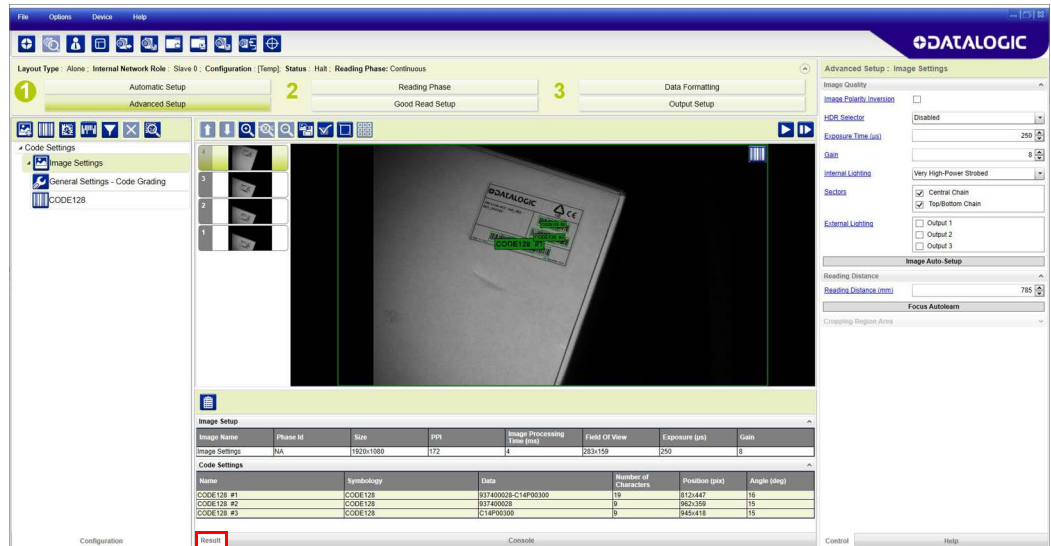 File Options Device Help
DATALOGIC
Layout Type : Alone ; Internal Network Role : Slave 0 ; Configuration : [Temp]; Status : Halt ; Reading Phase: Continuous
1 Automatic Setup
Advanced Setup
2 Reading Phase
Good Read Setup
3 Data Formatting
Output Setup
Code Settings
Image Settings
General Settings - Code Grading
CODE128
4
3
2
1
DATALOGIC
CE
CODE128 #1
Image Setup
Image Name Phase Id Size PPI Image Processing Time (ms) Field Of View Exposure (µs) Gain
Image Settings NA 1920x1080 172 4 283x159 250 8
Code Settings
Name Symbology Data Number of Characters Position (pix) Angle (deg)
CODE128 #1 CODE128 937400028-C14P00300 19 812x447 16
CODE128 #2 CODE128 937400028 9 962x359 15
CODE128 #3 CODE128 C14P00300 9 945x418 15
Configuration
Result Console
Advanced Setup : Image Settings
Image Quality
Image Polarity Inversion
HDR Selector Disabled
Exposure Time (µs) 250
Gain 8
Internal Lighting Very High-Power Strobed
Sectors Central Chain
Top/Bottom Chain
External Lighting Output 1
Output 2
Output 3
Image Auto-Setup
Reading Distance
Reading Distance (mm) 785
Focus Autolearn
Cropping Region Area
Control Help